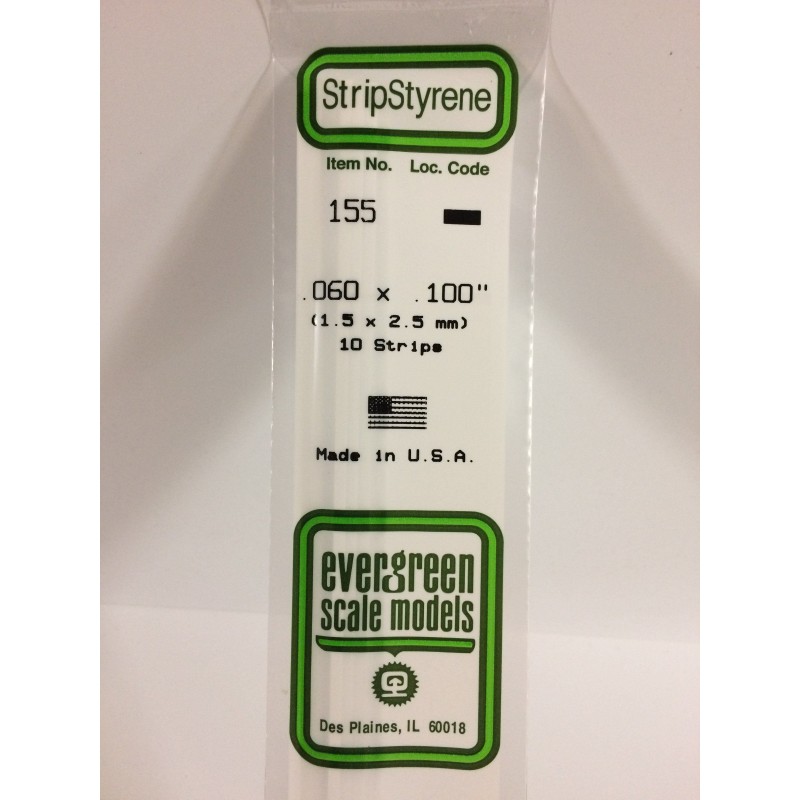 StripStyrene
Item No. Loc. Code
155
.060 x .100"
(1.5 x 2.5 mm)
10 Strips
Made in U.S.A.
evergreen
scale models
Des Plaines, IL 60018